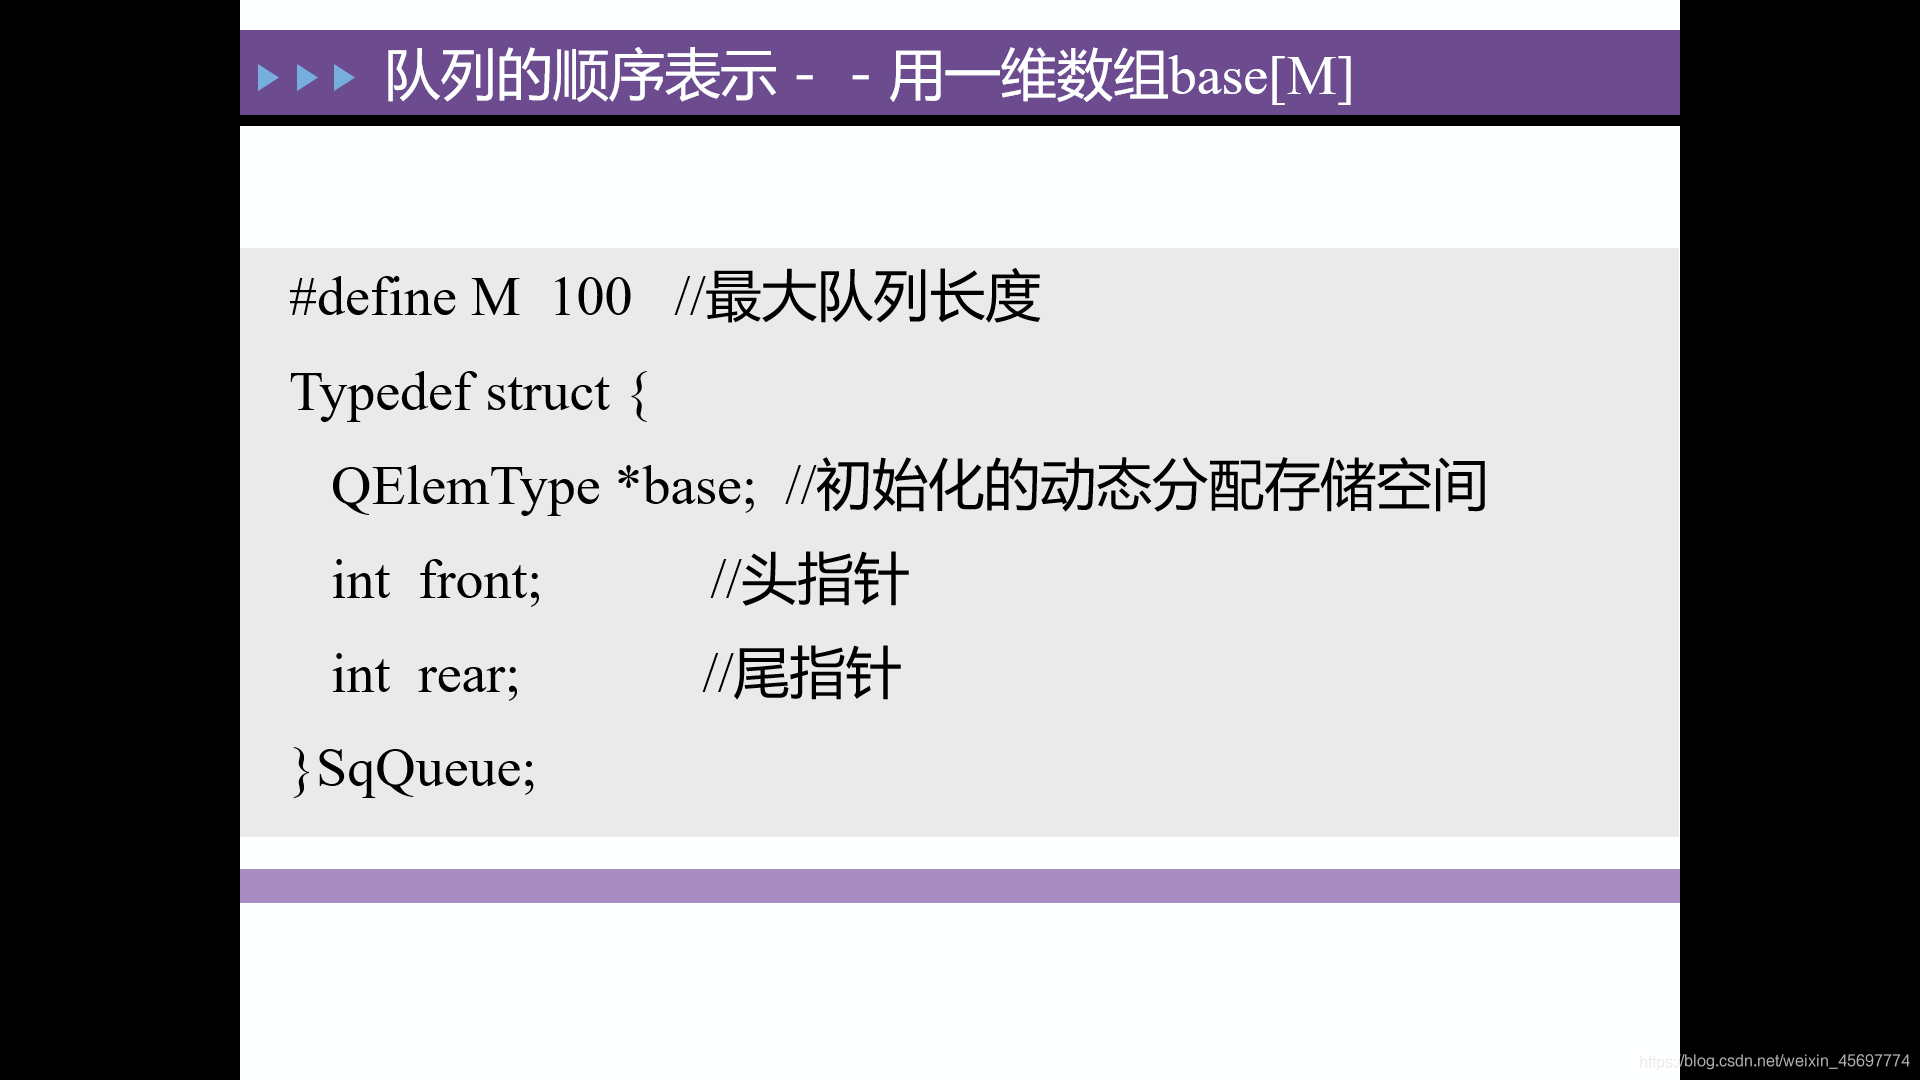 队列的顺序表示- -用一维数组base[M]
#define M 100 //最大队列长度
Typedef struct {
QElemType *base; //初始化的动态分配存储空间
int front; //头指针
int rear; //尾指针
}SqQueue;
https://blog.csdn.net/weixin_45697774